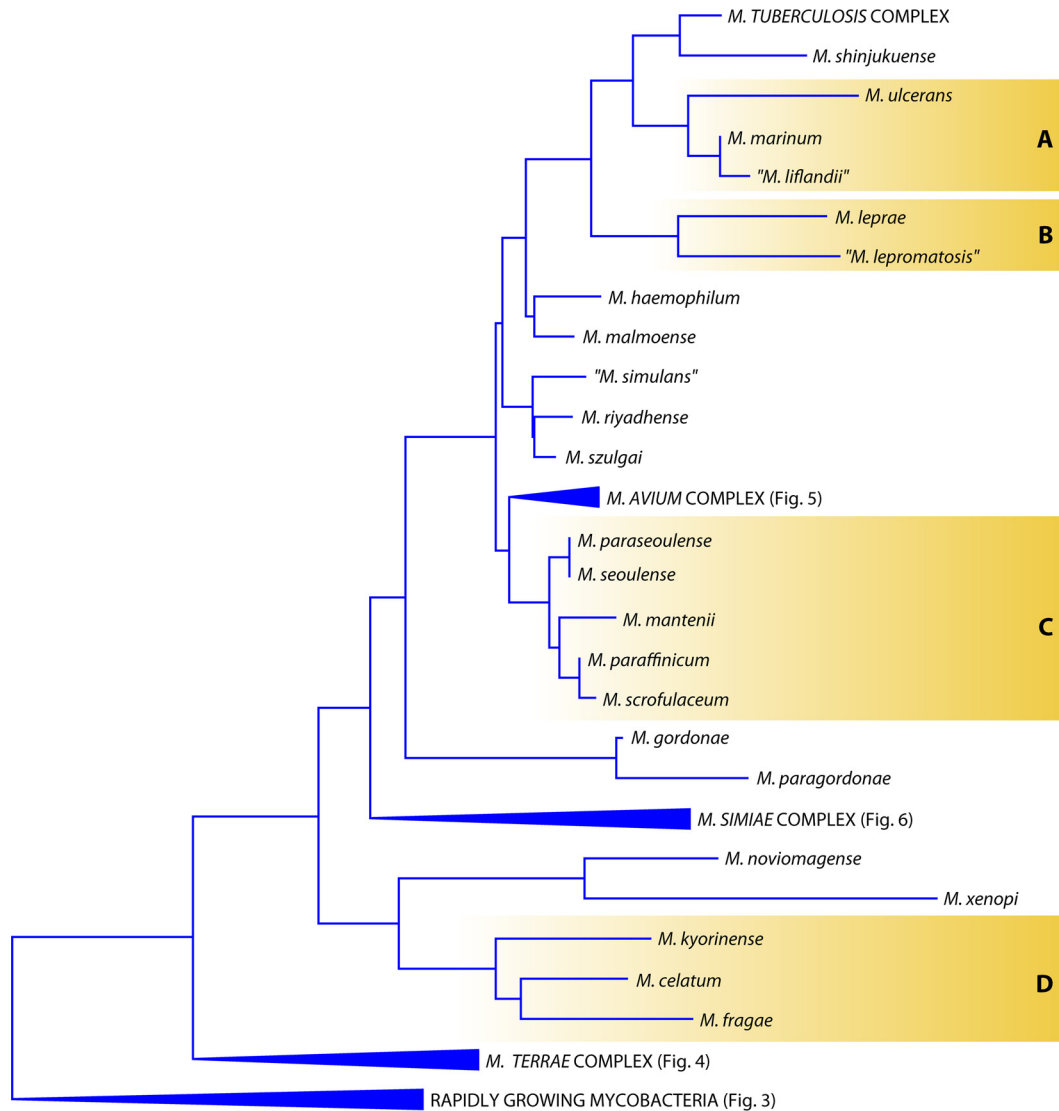 M. TUBERCULOSIS COMPLEX
M. shinjukuense
M. ulcerans
M. marinum
A
"M. liflandii"
M. leprae
B
"M. lepromatosis"
M. haemophilum
M. malmoense
"M. simulans"
M. riyadhense
M. szulgai
M. AVIUM COMPLEX (Fig. 5)
M. paraseoulense
M. seoulense
M. mantenii
C
M. paraffinicum
M. scrofulaceum
M. gordonae
M. paragordonae
M. SIMIAE COMPLEX (Fig. 6)
M. noviomagense
M. xenopi
M. kyorinense
M. celatum
D
M. fragae
M. TERRAE COMPLEX (Fig. 4)
RAPIDLY GROWING MYCOBACTERIA (Fig. 3)